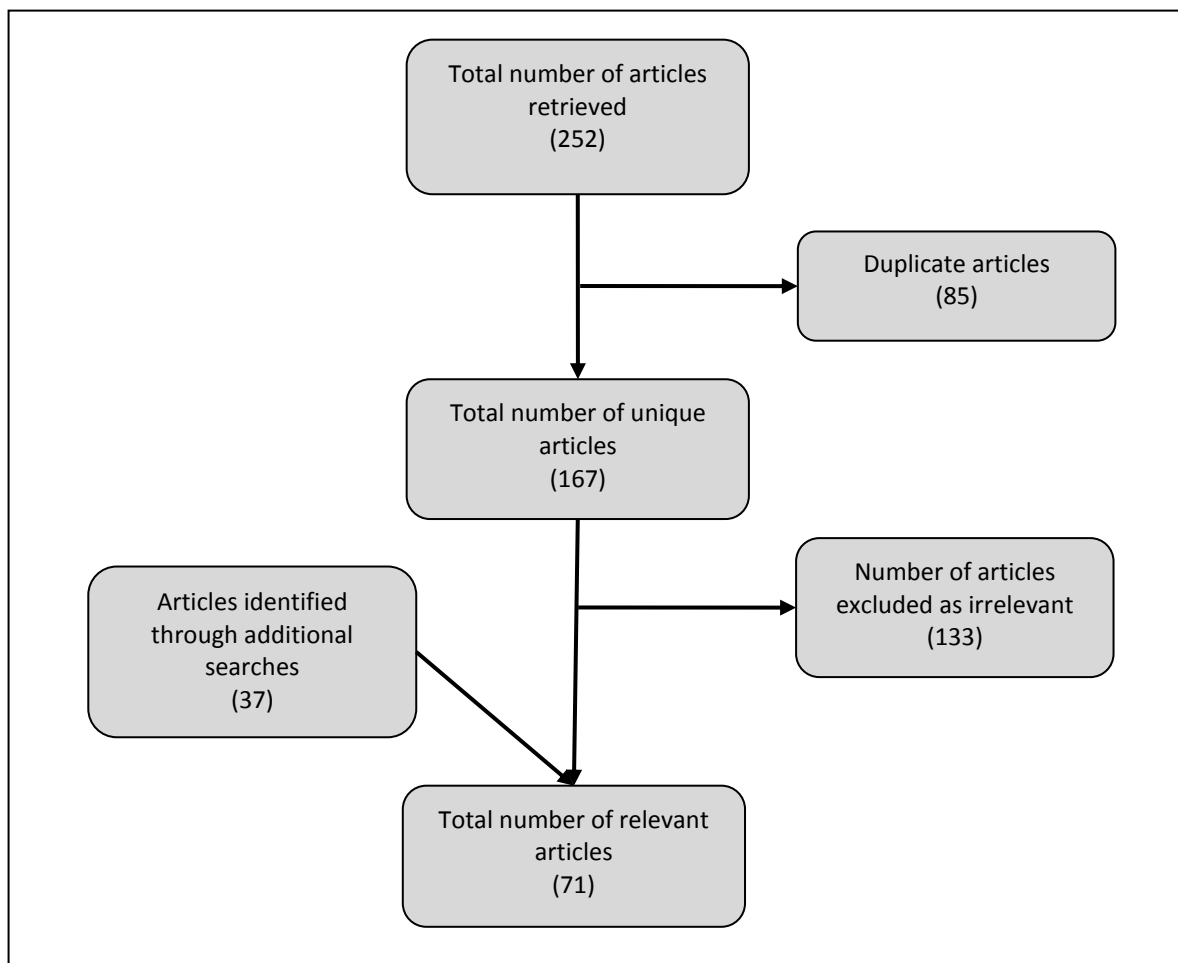 Total number of articles
retrieved
(252)
Duplicate articles
(85)
Total number of unique
articles
(167)
Number of articles
excluded as irrelevant
(133)
Articles identified
through additional
searches
(37)
Total number of relevant
articles
(71)